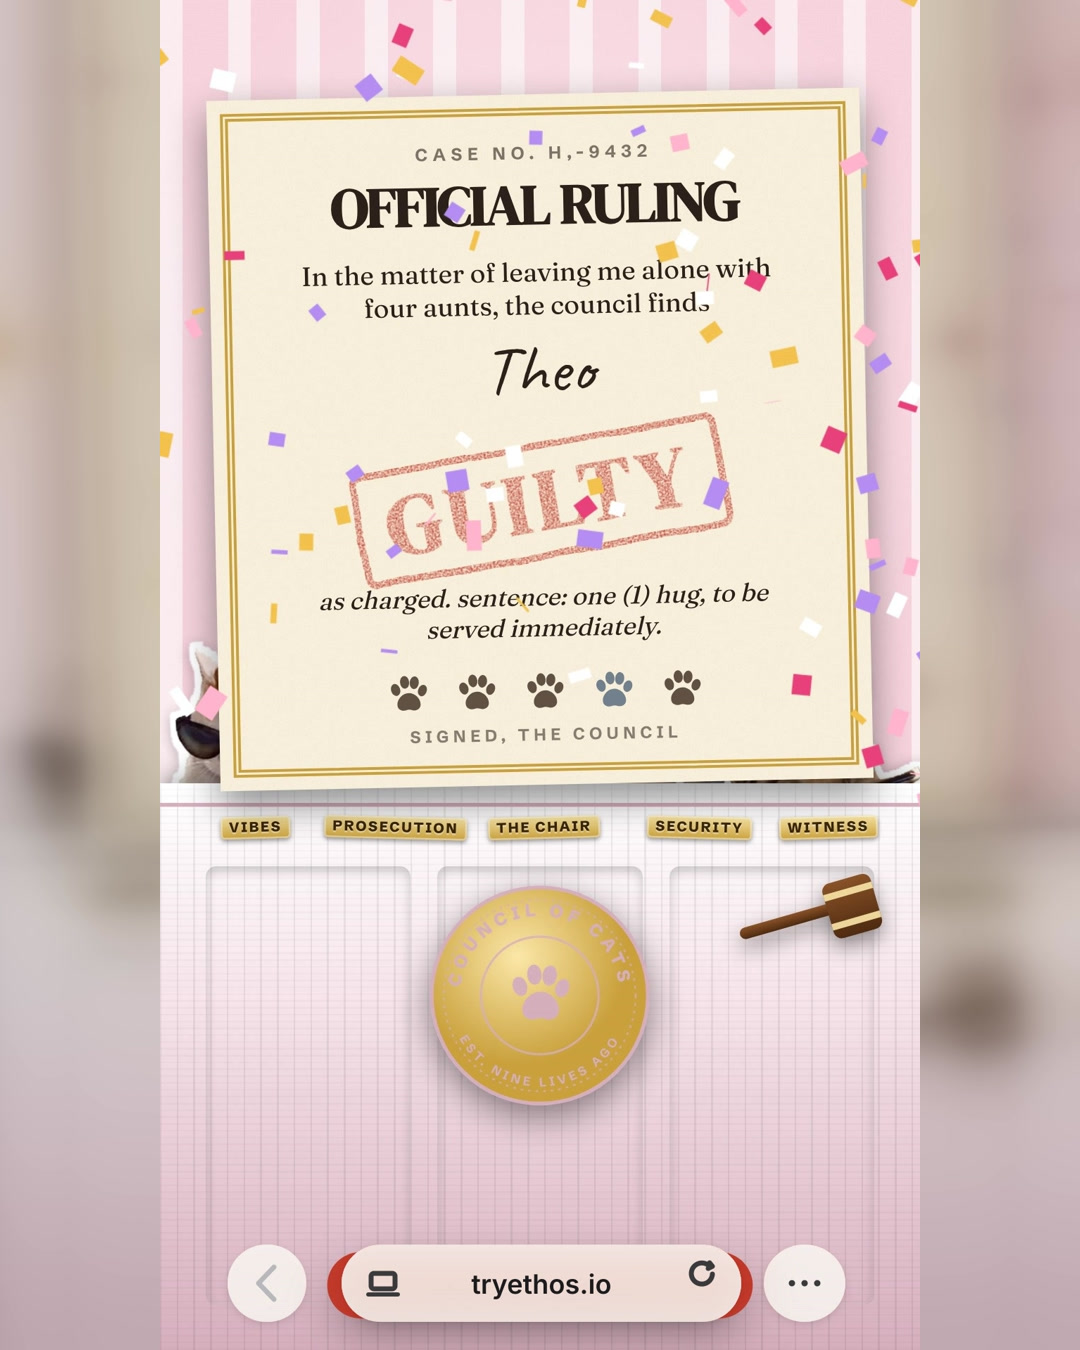 CASE NO. H,-9432
OFFICIAL RULING
In the matter of leaving me alone with
four aunts, the council finds
Theo
GUILTY
as charged. sentence: one (1) hug, to be
served immediately.
SIGNED, THE COUNCIL
VIBES
PROSECUTION
THE CHAIR
SECURITY
WITNESS
COUNCIL OF CATS
EST. NINE LIVES AGO
tryethos.io